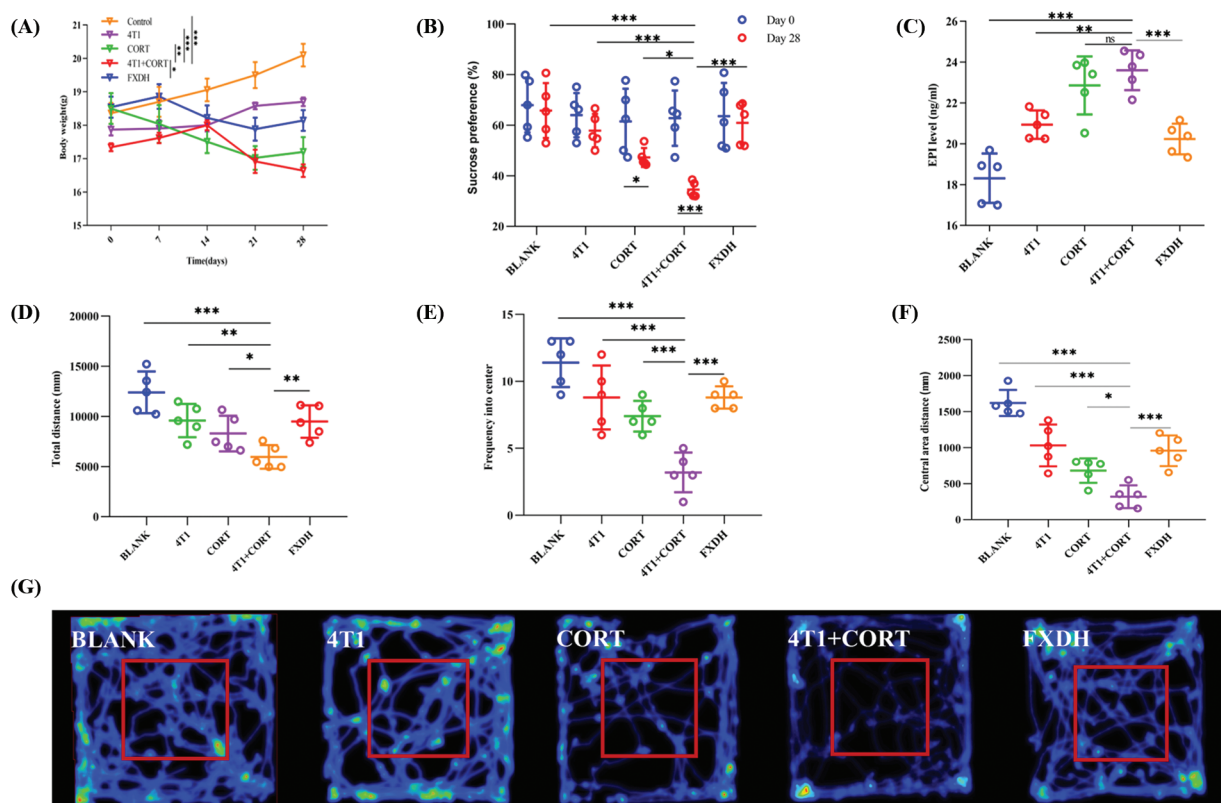 (A)
Body weight(g)
21
20
19
18
17
16
15
Control
4T1
CORT
4T1+CORT
FXDH
*
**
***
***
0
7
14
21
28
Time(days)
(B)
Sucrose preference (%)
100
80
60
40
20
***
***
*
***
*
***
Day 0
Day 28
BLANK
4T1
CORT
4T1+CORT
FXDH
(C)
EPI level (ng/ml)
26
24
22
20
18
16
***
**
ns
***
BLANK
4T1
CORT
4T1+CORT
FXDH
(D)
Total distance (mm)
20000
15000
10000
5000
0
***
**
*
**
BLANK
4T1
CORT
4T1+CORT
FXDH
(E)
Frequency into center
15
10
5
0
***
***
***
***
BLANK
4T1
CORT
4T1+CORT
FXDH
(F)
Central area distance (mm)
2500
2000
1500
1000
500
0
***
***
*
***
BLANK
4T1
CORT
4T1+CORT
FXDH
(G)
BLANK
4T1
CORT
4T1+CORT
FXDH